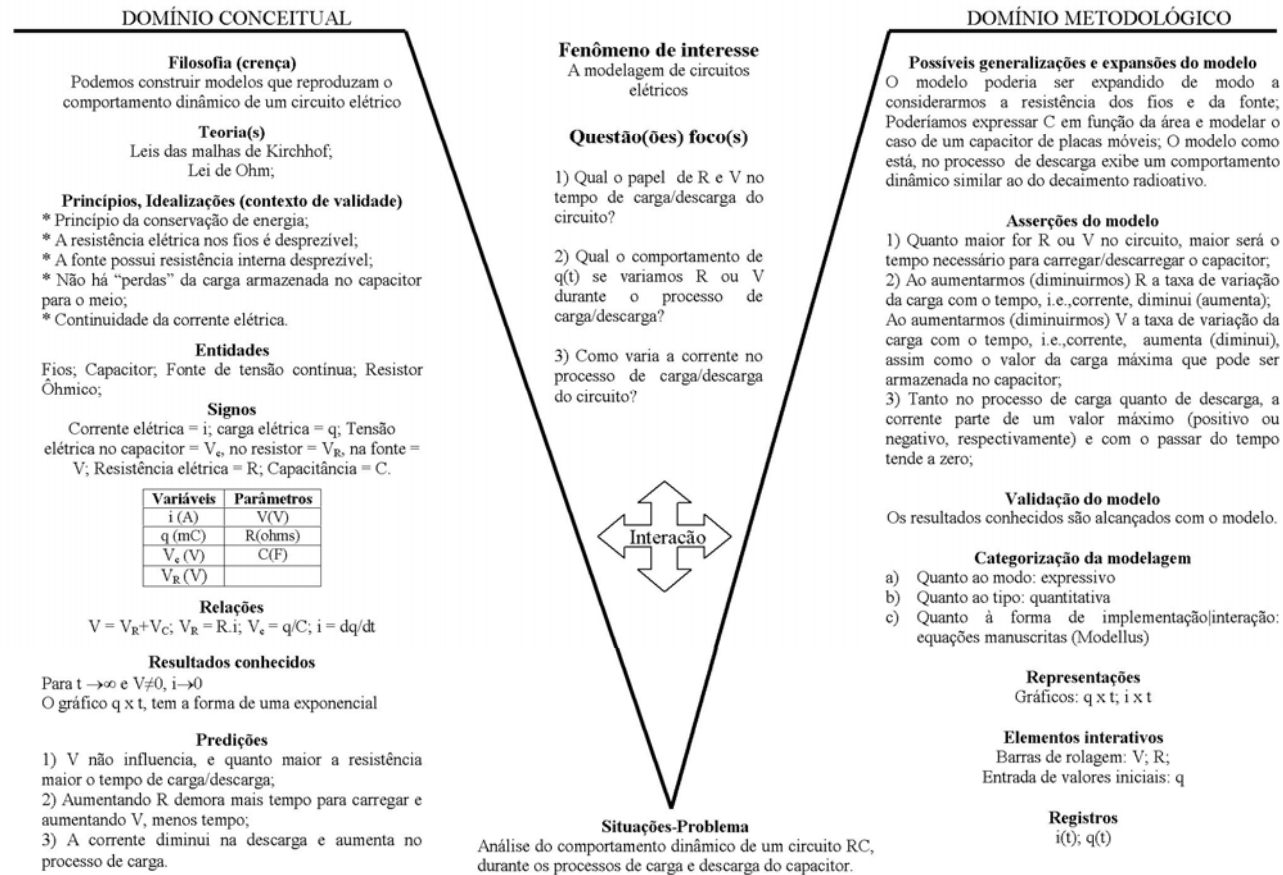 DOMÍNIO CONCEITUAL
Filosofia (crença)
Podemos construir modelos que reproduzam o
comportamento dinâmico de um circuito elétrico
Teoria(s)
Leis das malhas de Kirchhof;
Lei de Ohm;
Princípios, Idealizações (contexto de validade)
* Princípio da conservação de energia;
* A resistência elétrica nos fios é desprezível;
* A fonte possui resistência interna desprezível;
* Não há “perdas” da carga armazenada no capacitor
para o meio;
* Continuidade da corrente elétrica.
Entidades
Fios; Capacitor; Fonte de tensão contínua; Resistor
Ôhmico;
Signos
Corrente elétrica = i; carga elétrica = q; Tensão
elétrica no capacitor = Vc, no resistor = VR, na fonte =
V; Resistência elétrica = R; Capacitância = C.
Variáveis Parâmetros
i (A) V(V)
q (mC) R(ohms)
Vc (V) C(F)
VR (V)
Relações
V = VR+VC; VR = R.i; Vc = q/C; i = dq/dt
Resultados conhecidos
Para t →∞ e V≠0, i→0
O gráfico q x t, tem a forma de uma exponencial
Predições
1) V não influencia, e quanto maior a resistência
maior o tempo de carga/descarga;
2) Aumentando R demora mais tempo para carregar e
aumentando V, menos tempo;
3) A corrente diminui na descarga e aumenta no
processo de carga.
Fenômeno de interesse
A modelagem de circuitos
elétricos
Questão(ões) foco(s)
1) Qual o papel de R e V no
tempo de carga/descarga do
circuito?
2) Qual o comportamento de
q(t) se variamos R ou V
durante o processo de
carga/descarga?
3) Como varia a corrente no
processo de carga/descarga
do circuito?
Interacão
Situações-Problema
Análise do comportamento dinâmico de um circuito RC,
durante os processos de carga e descarga do capacitor.
DOMÍNIO METODOLÓGICO
Possíveis generalizações e expansões do modelo
O modelo poderia ser expandido de modo a
considerarmos a resistência dos fios e da fonte;
Poderíamos expressar C em função da área e modelar o
caso de um capacitor de placas móveis; O modelo como
está, no processo de descarga exibe um comportamento
dinâmico similar ao do decaimento radioativo.
Asserções do modelo
1) Quanto maior for R ou V no circuito, maior será o
tempo necessário para carregar/descarregar o capacitor;
2) Ao aumentarmos (diminuirmos) R a taxa de variação
da carga com o tempo, i.e.,corrente, diminui (aumenta);
Ao aumentarmos (diminuirmos) V a taxa de variação da
carga com o tempo, i.e.,corrente, aumenta (diminui),
assim como o valor da carga máxima que pode ser
armazenada no capacitor;
3) Tanto no processo de carga quanto de descarga, a
corrente parte de um valor máximo (positivo ou
negativo, respectivamente) e com o passar do tempo
tende a zero;
Validação do modelo
Os resultados conhecidos são alcançados com o modelo.
Categorização da modelagem
a) Quanto ao modo: expressivo
b) Quanto ao tipo: quantitativa
c) Quanto à forma de implementação|interação:
equações manuscritas (Modellus)
Representações
Gráficos: q x t; i x t
Elementos interativos
Barras de rolagem: V; R;
Entrada de valores iniciais: q
Registros
i(t); q(t)